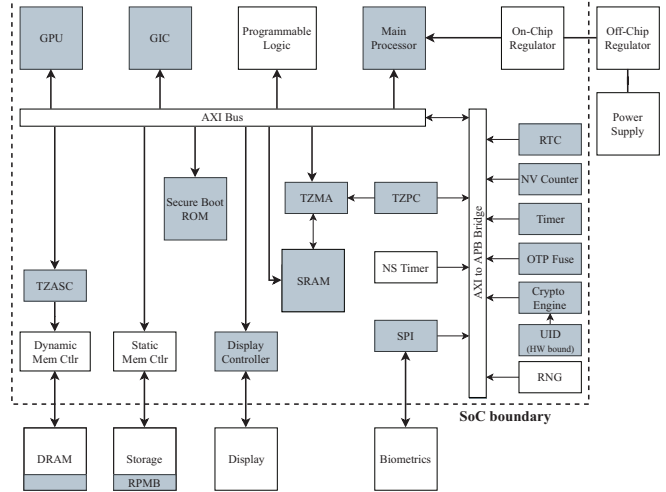 GPU
GIC
Programmable
Logic
Main
Processor
On-Chip
Regulator
Off-Chip
Regulator
Power
Supply
AXI Bus
RTC
NV Counter
Timer
OTP Fuse
Crypto
Engine
UID
(HW bound)
RNG
AXI to APB Bridge
Secure Boot
ROM
TZMA
TZPC
SRAM
NS Timer
TZASC
Dynamic
Mem Ctlr
Static
Mem Ctlr
Display
Controller
SPI
SoC boundary
DRAM
Storage
RPMB
Display
Biometrics